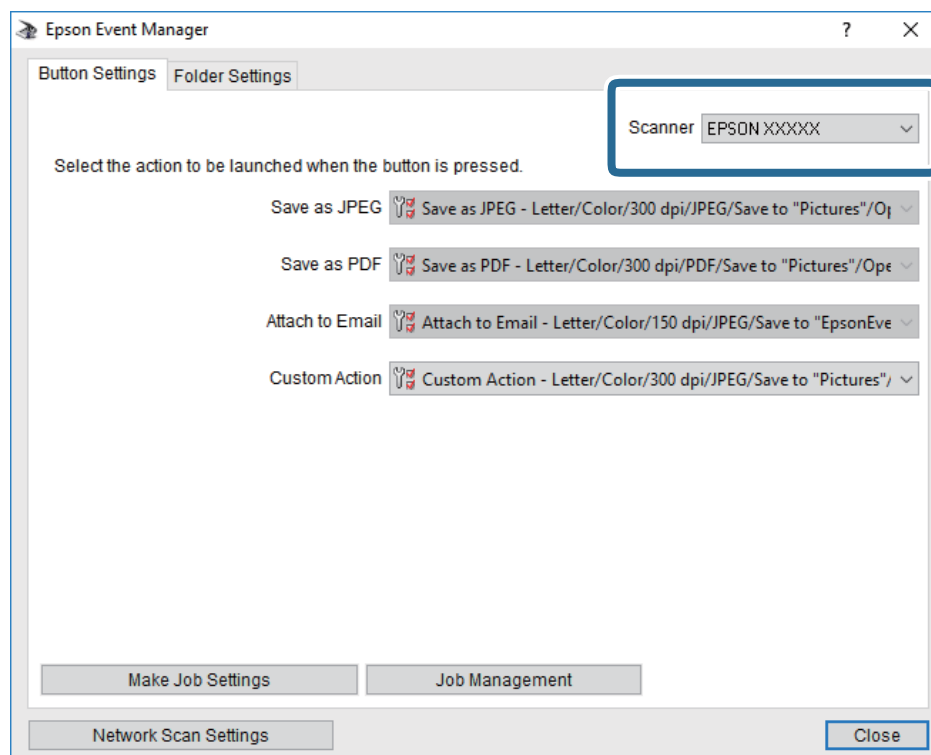 Epson Event Manager
Button Settings Folder Settings
Scanner EPSON XXXXX
Select the action to be launched when the button is pressed.
Save as JPEG Save as JPEG - Letter/Color/300 dpi/JPEG/Save to "Pictures"/Op
Save as PDF Save as PDF - Letter/Color/300 dpi/PDF/Save to "Pictures"/Ope
Attach to Email Attach to Email - Letter/Color/150 dpi/JPEG/Save to "EpsonEve
Custom Action Custom Action - Letter/Color/300 dpi/JPEG/Save to "Pictures"/
Make Job Settings Job Management
Network Scan Settings Close